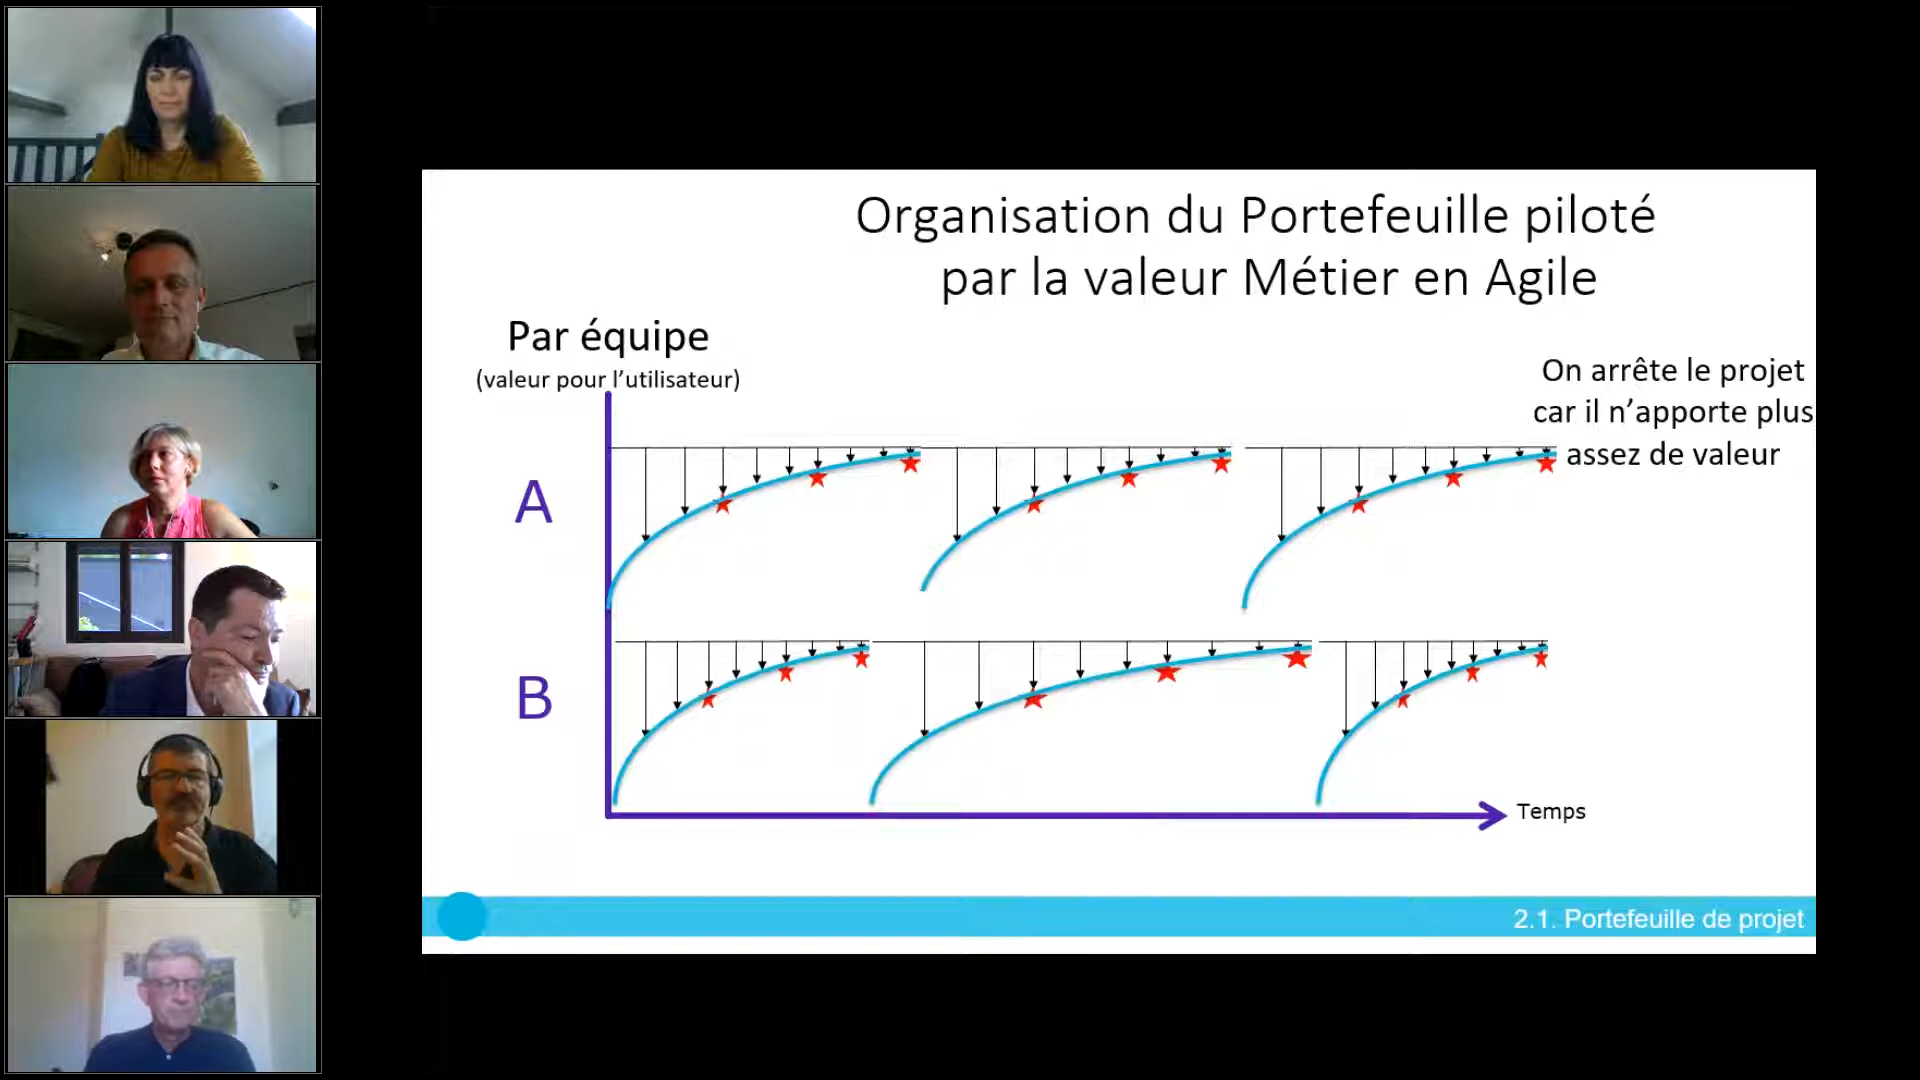 Organisation du Portefeuille piloté
par la valeur Métier en Agile
Par équipe
(valeur pour l’utilisateur)
On arrête le projet
car il n’apporte plus
assez de valeur
A
B
Temps
2.1. Portefeuille de projet